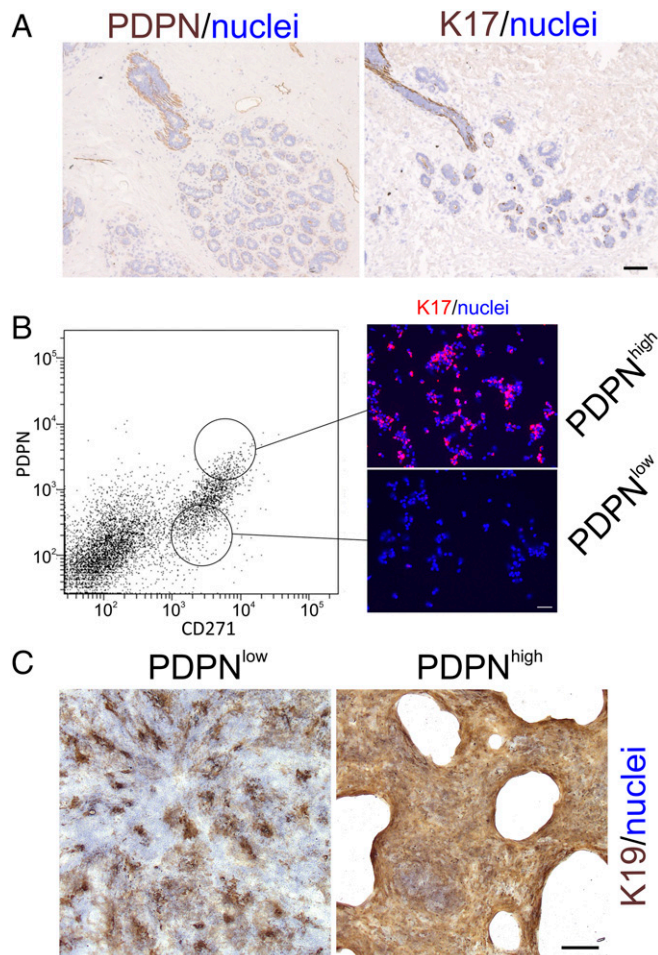 A
PDPN/nuclei
K17/nuclei
B
K17/nuclei
PDPN
10^5
10^4
10^3
10^2
10^2
10^3
10^4
10^5
CD271
PDPN^high
PDPN^low
C
PDPN^low
PDPN^high
K19/nuclei